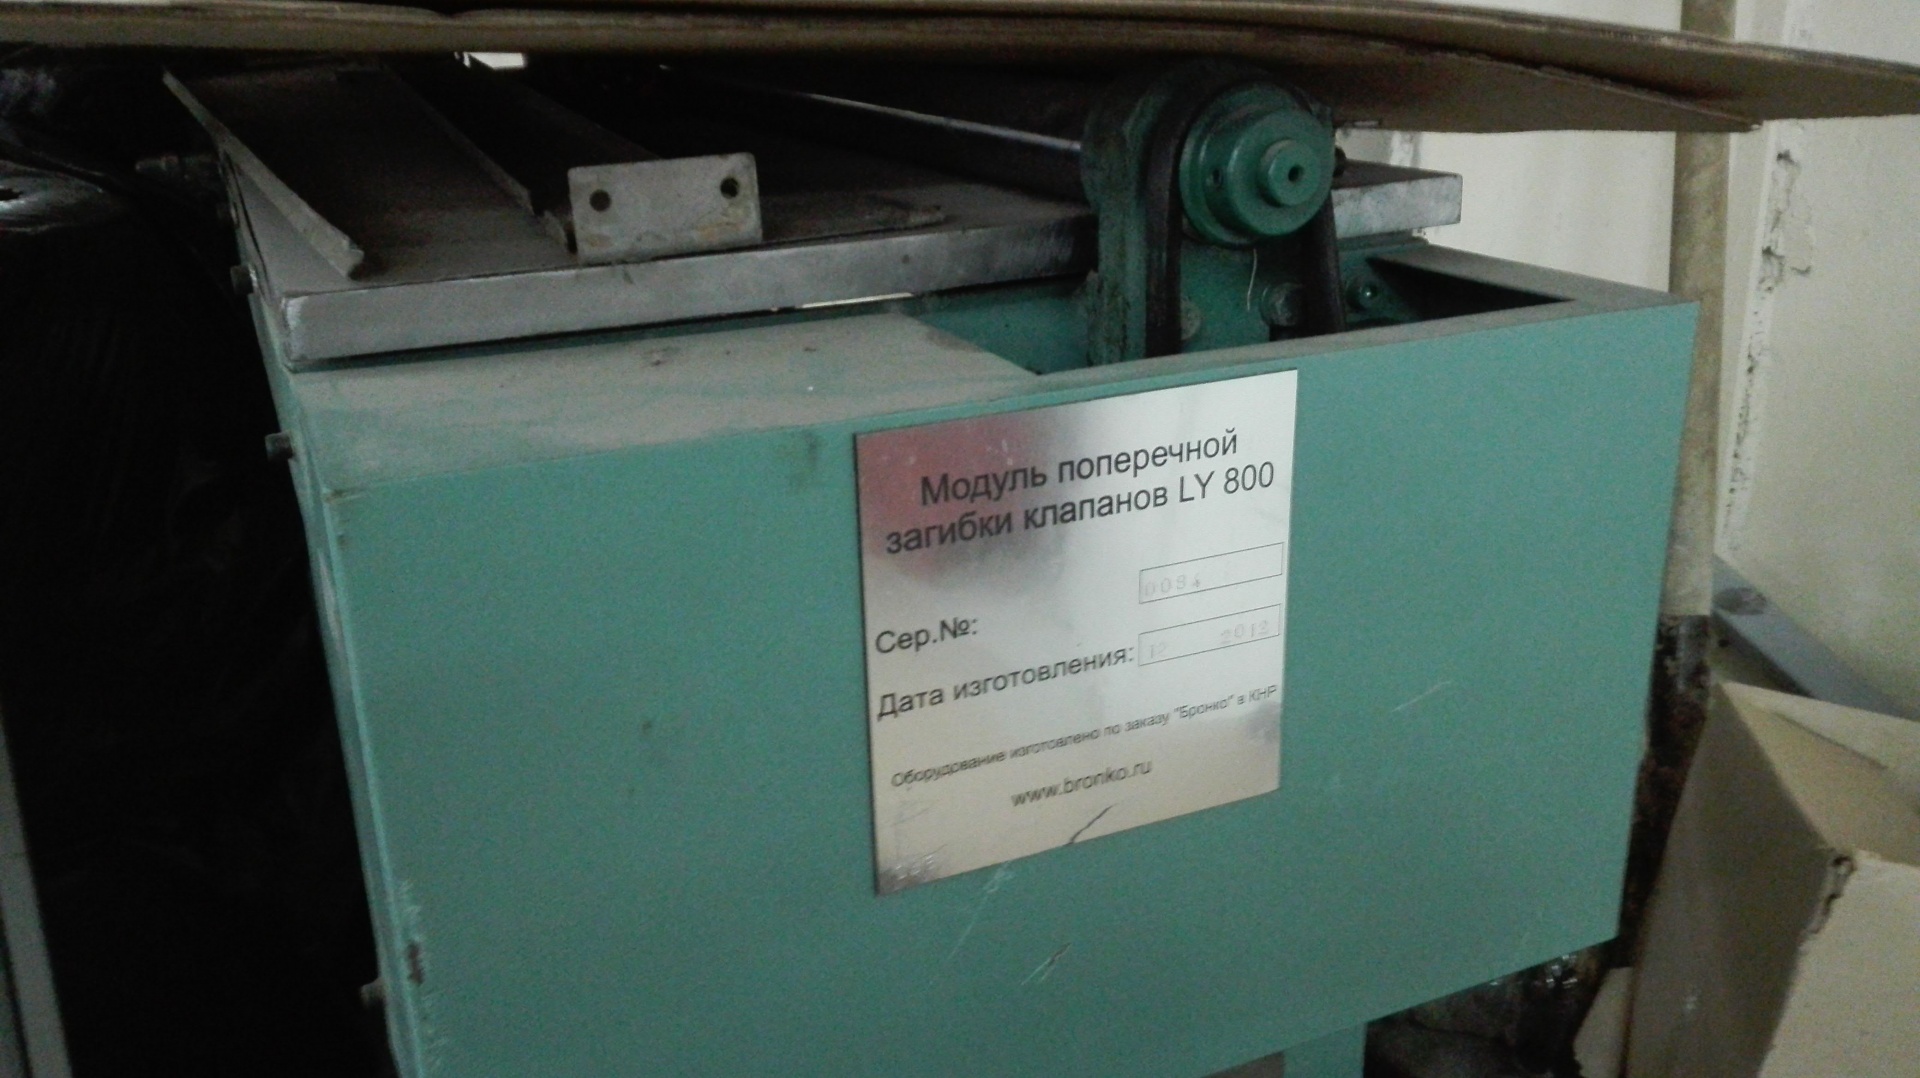 Модуль поперечной
загибки клапанов LY 800
Сер.№: 0094
Дата изготовления: 12 2012
Оборудование изготовлено по заказу "Бронко" в КНР
www.bronko.ru